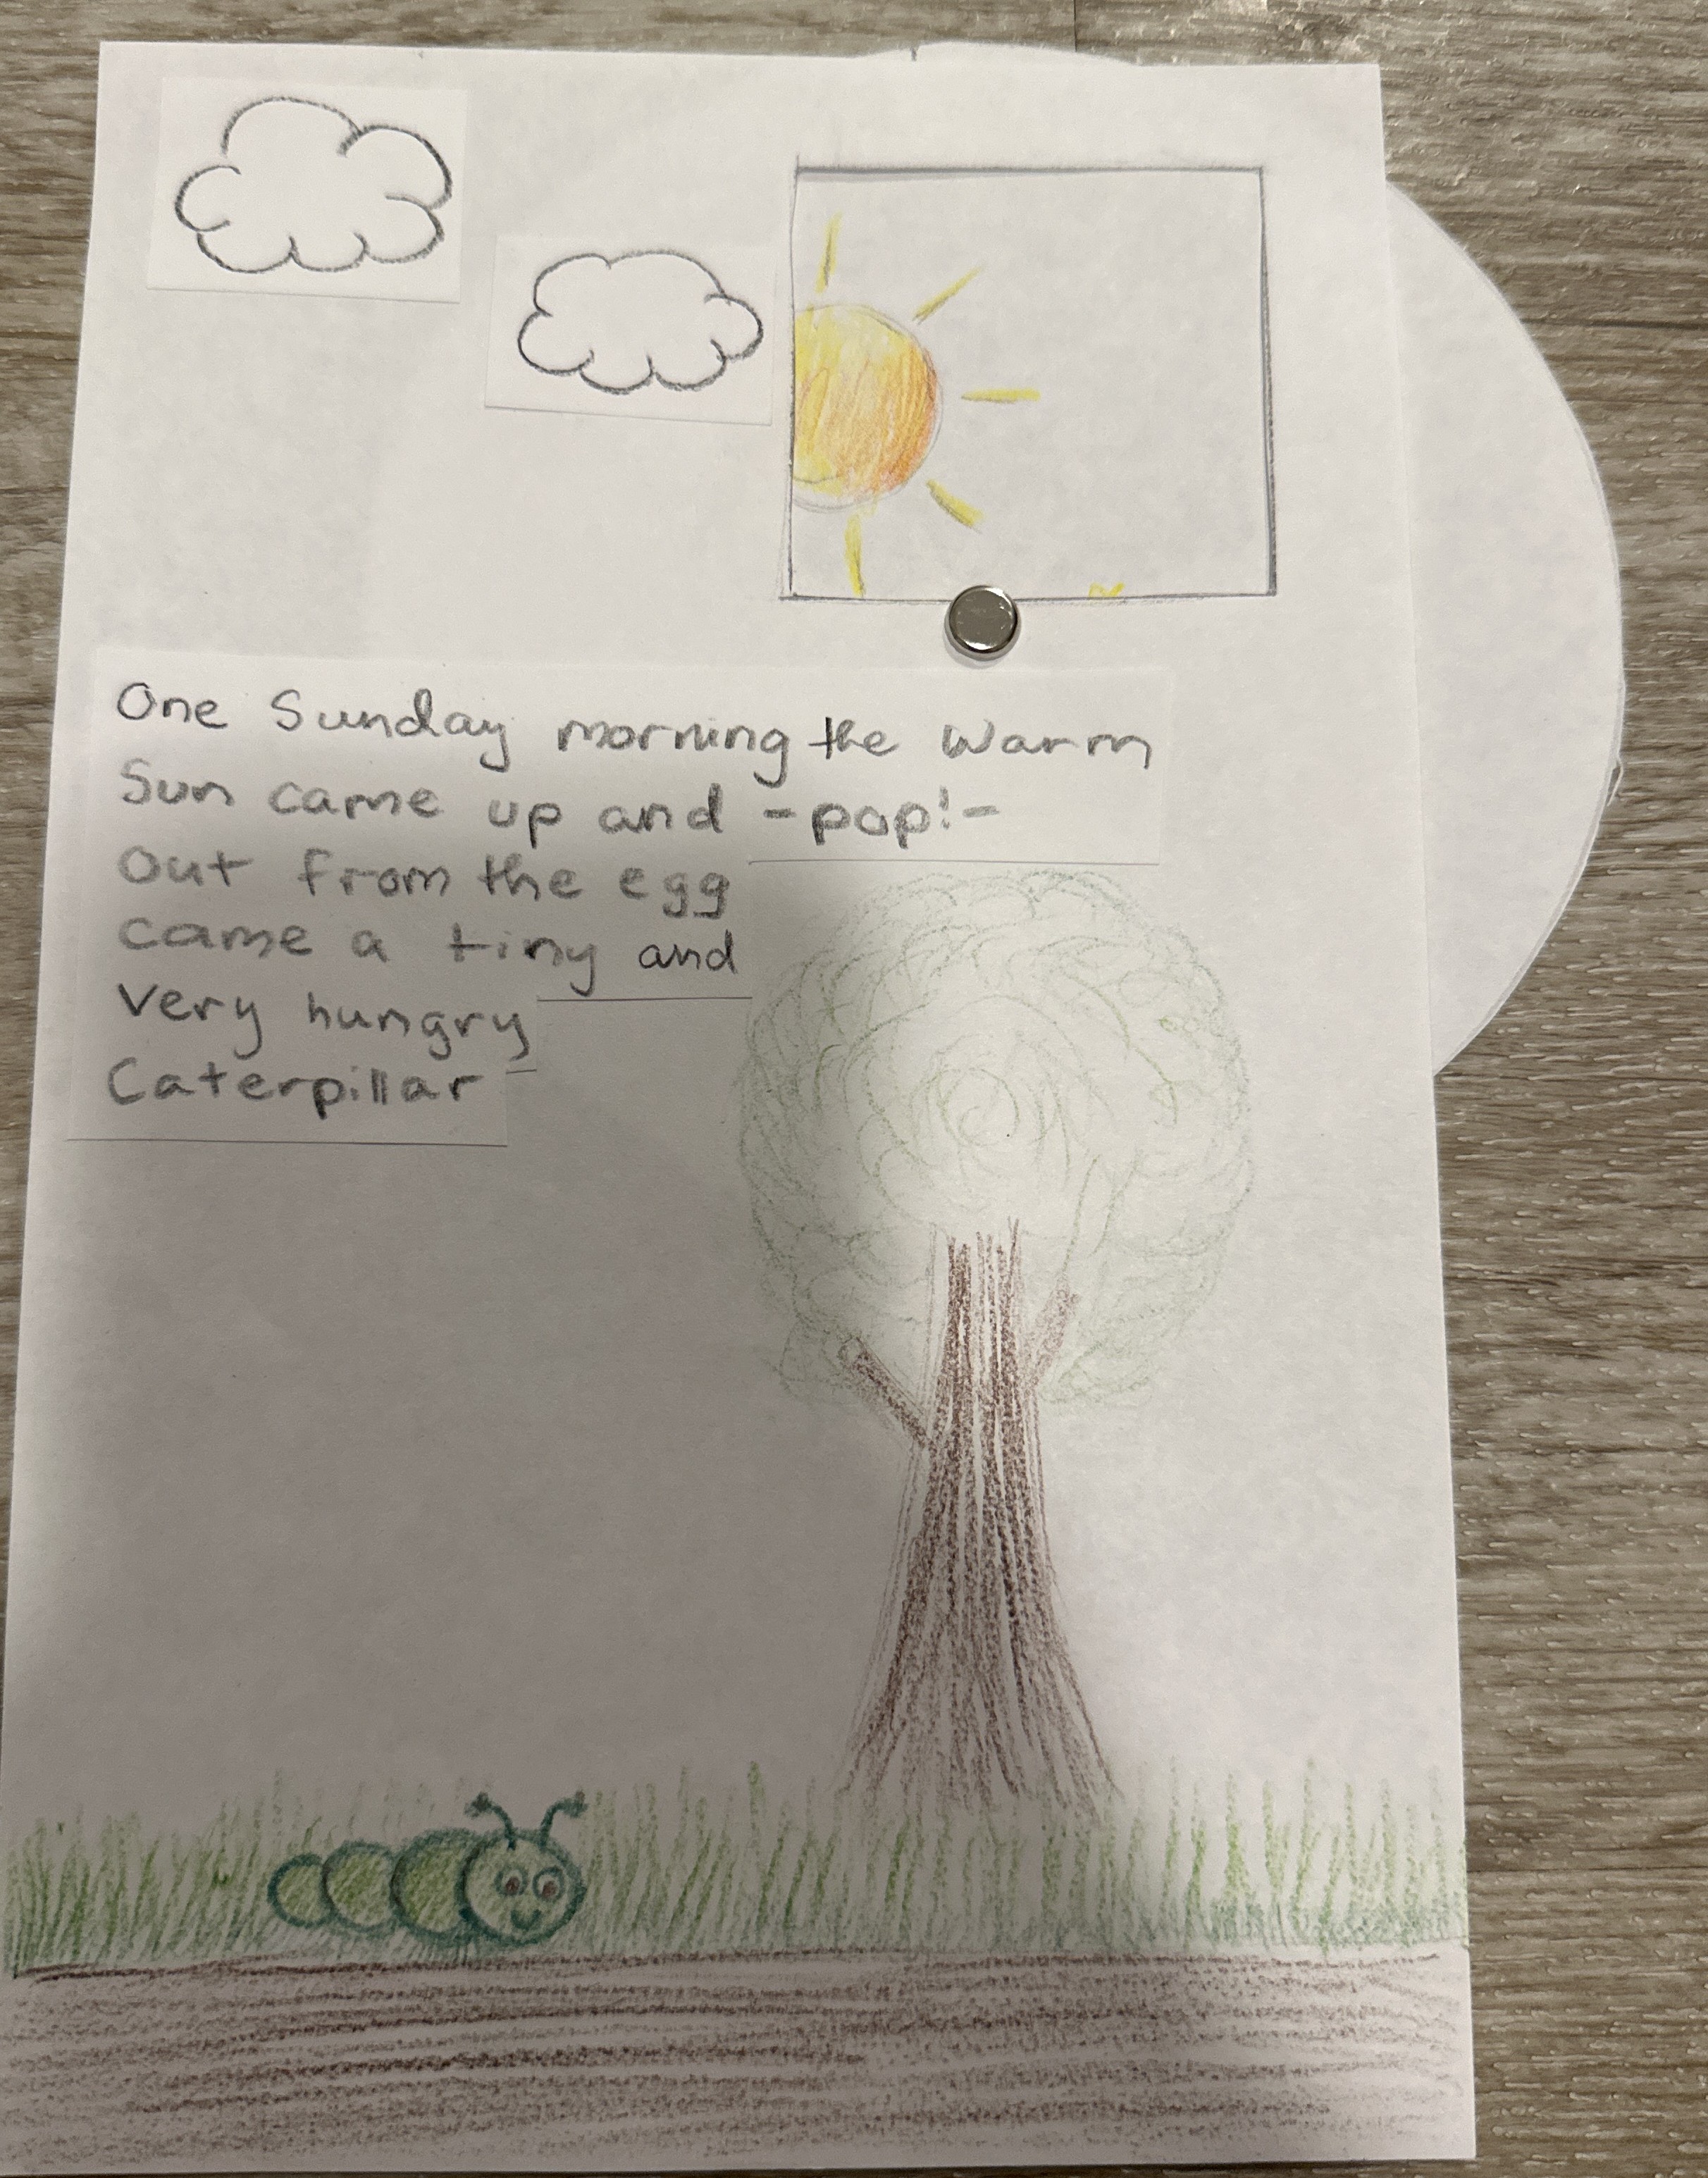 One Sunday morning the Warm
Sun came up and -pop!-
Out from the egg
came a tiny and
Very hungry
Caterpillar